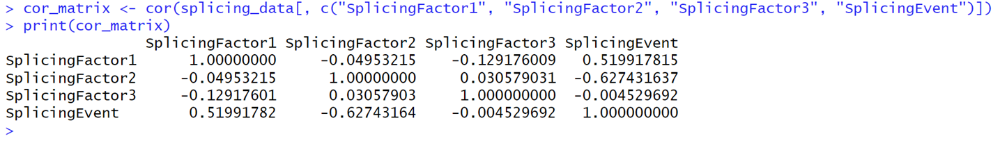 > cor_matrix <- cor(splicing_data[, c("SplicingFactor1", "SplicingFactor2", "SplicingFactor3", "SplicingEvent")])
> print(cor_matrix)
                SplicingFactor1 SplicingFactor2 SplicingFactor3 SplicingEvent
SplicingFactor1      1.00000000     -0.04953215    -0.129176009   0.519917815
SplicingFactor2     -0.04953215      1.00000000     0.030579031  -0.627431637
SplicingFactor3     -0.12917601      0.03057903     1.000000000  -0.004529692
SplicingEvent        0.51991782     -0.62743164    -0.004529692   1.000000000
>